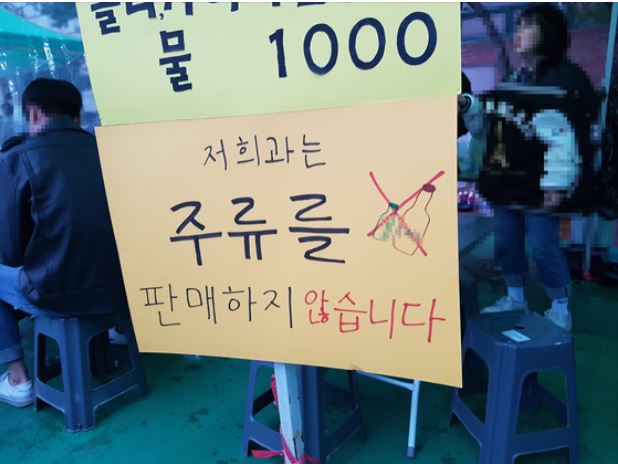 물 1000
저희과는
주류를
판매하지 않습니다